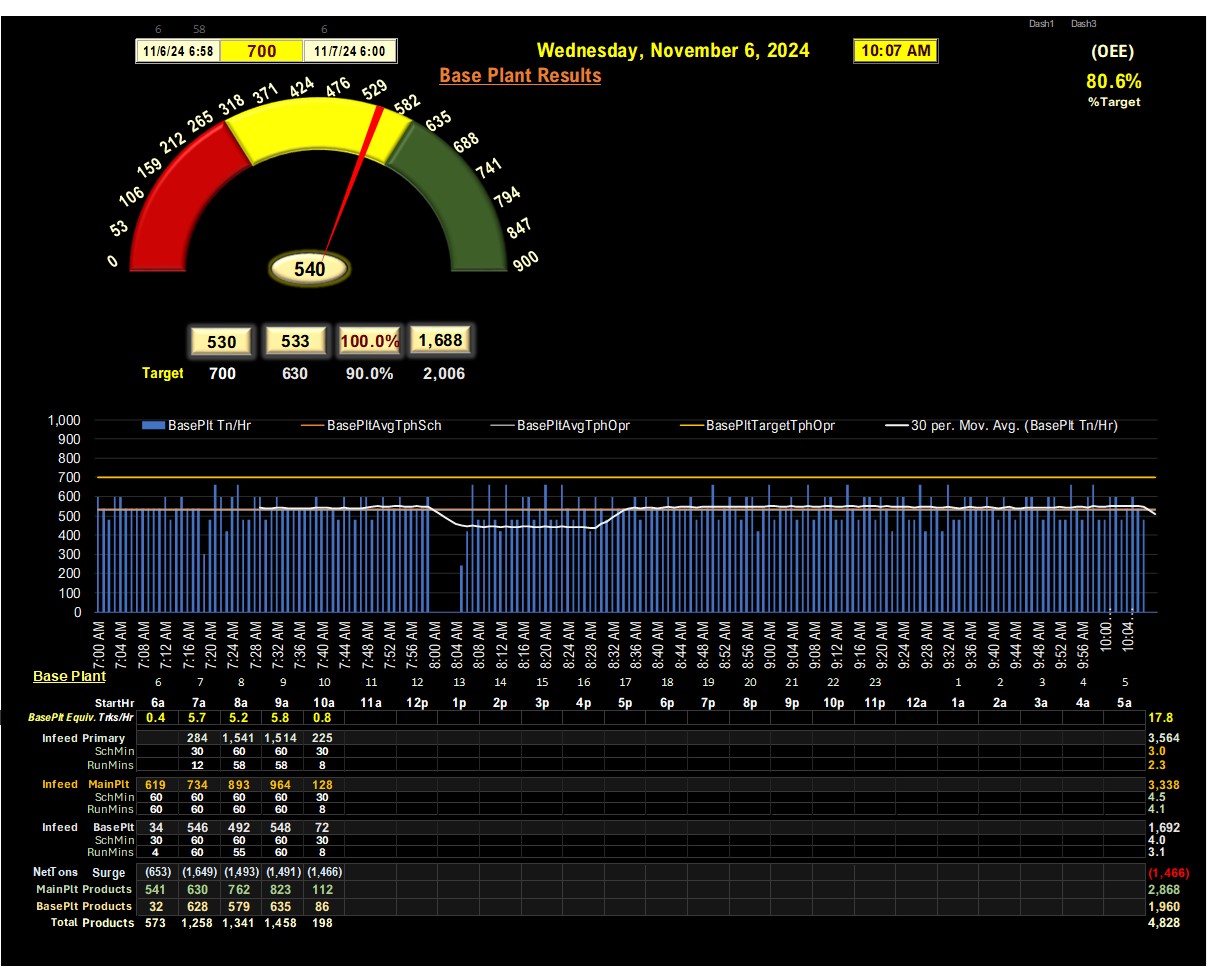 6 58 6 Dash1 Dash3
11/6/24 6:58 700 11/7/24 6:00 Wednesday, November 6, 2024 10:07 AM (OEE)
Base Plant Results 80.6%
%Target
0 53 106 159 212 265 318 371 424 476 529 582 635 688 741 794 847 900
540
530 533 100.0% 1,688
Target 700 630 90.0% 2,006
BasePlt Tn/Hr BasePltAvgTphSch BasePltAvgTphOpr BasePltTargetTphOpr 30 per. Mov. Avg. (BasePlt Tn/Hr)
1,000
900
800
700
600
500
400
300
200
100
0
7:00 AM 7:04 AM 7:08 AM 7:12 AM 7:16 AM 7:20 AM 7:24 AM 7:28 AM 7:32 AM 7:36 AM 7:40 AM 7:44 AM 7:48 AM 7:52 AM 7:56 AM 8:00 AM 8:04 AM 8:08 AM 8:12 AM 8:16 AM 8:20 AM 8:24 AM 8:28 AM 8:32 AM 8:36 AM 8:40 AM 8:44 AM 8:48 AM 8:52 AM 8:56 AM 9:00 AM 9:04 AM 9:08 AM 9:12 AM 9:16 AM 9:20 AM 9:24 AM 9:28 AM 9:32 AM 9:36 AM 9:40 AM 9:44 AM 9:48 AM 9:52 AM 9:56 AM 10:00... 10:04...
Base Plant 6 7 8 9 10 11 12 13 14 15 16 17 18 19 20 21 22 23 1 2 3 4 5
StartHr 6a 7a 8a 9a 10a 11a 12p 1p 2p 3p 4p 5p 6p 7p 8p 9p 10p 11p 12a 1a 2a 3a 4a 5a
BasePlt Equiv. Trks/Hr 0.4 5.7 5.2 5.8 0.8 17.8
Infeed Primary 284 1,541 1,514 225 3,564
SchMin 30 60 60 30 3.0
RunMins 12 58 58 8 2.3
Infeed MainPlt 619 734 893 964 128 3,338
SchMin 60 60 60 60 30 4.5
RunMins 60 60 60 60 8 4.1
Infeed BasePlt 34 546 492 548 72 1,692
SchMin 30 60 60 60 30 4.0
RunMins 4 60 55 60 8 3.1
NetTons Surge (653) (1,649) (1,493) (1,491) (1,466) (1,466)
MainPlt Products 541 630 762 823 112 2,868
BasePlt Products 32 628 579 635 86 1,960
Total Products 573 1,258 1,341 1,458 198 4,828